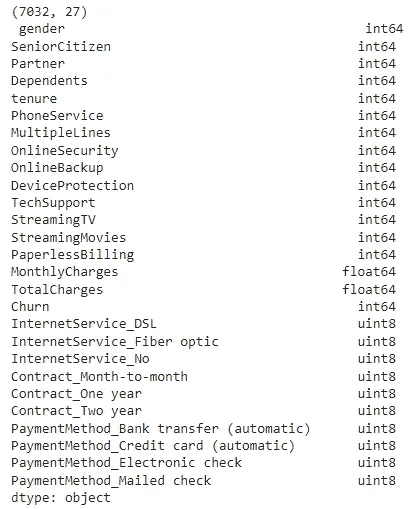 (7032, 27)
gender int64
SeniorCitizen int64
Partner int64
Dependents int64
tenure int64
PhoneService int64
MultipleLines int64
OnlineSecurity int64
OnlineBackup int64
DeviceProtection int64
TechSupport int64
StreamingTV int64
StreamingMovies int64
PaperlessBilling int64
MonthlyCharges float64
TotalCharges float64
Churn int64
InternetService_DSL uint8
InternetService_Fiber optic uint8
InternetService_No uint8
Contract_Month-to-month uint8
Contract_One year uint8
Contract_Two year uint8
PaymentMethod_Bank transfer (automatic) uint8
PaymentMethod_Credit card (automatic) uint8
PaymentMethod_Electronic check uint8
PaymentMethod_Mailed check uint8
dtype: object